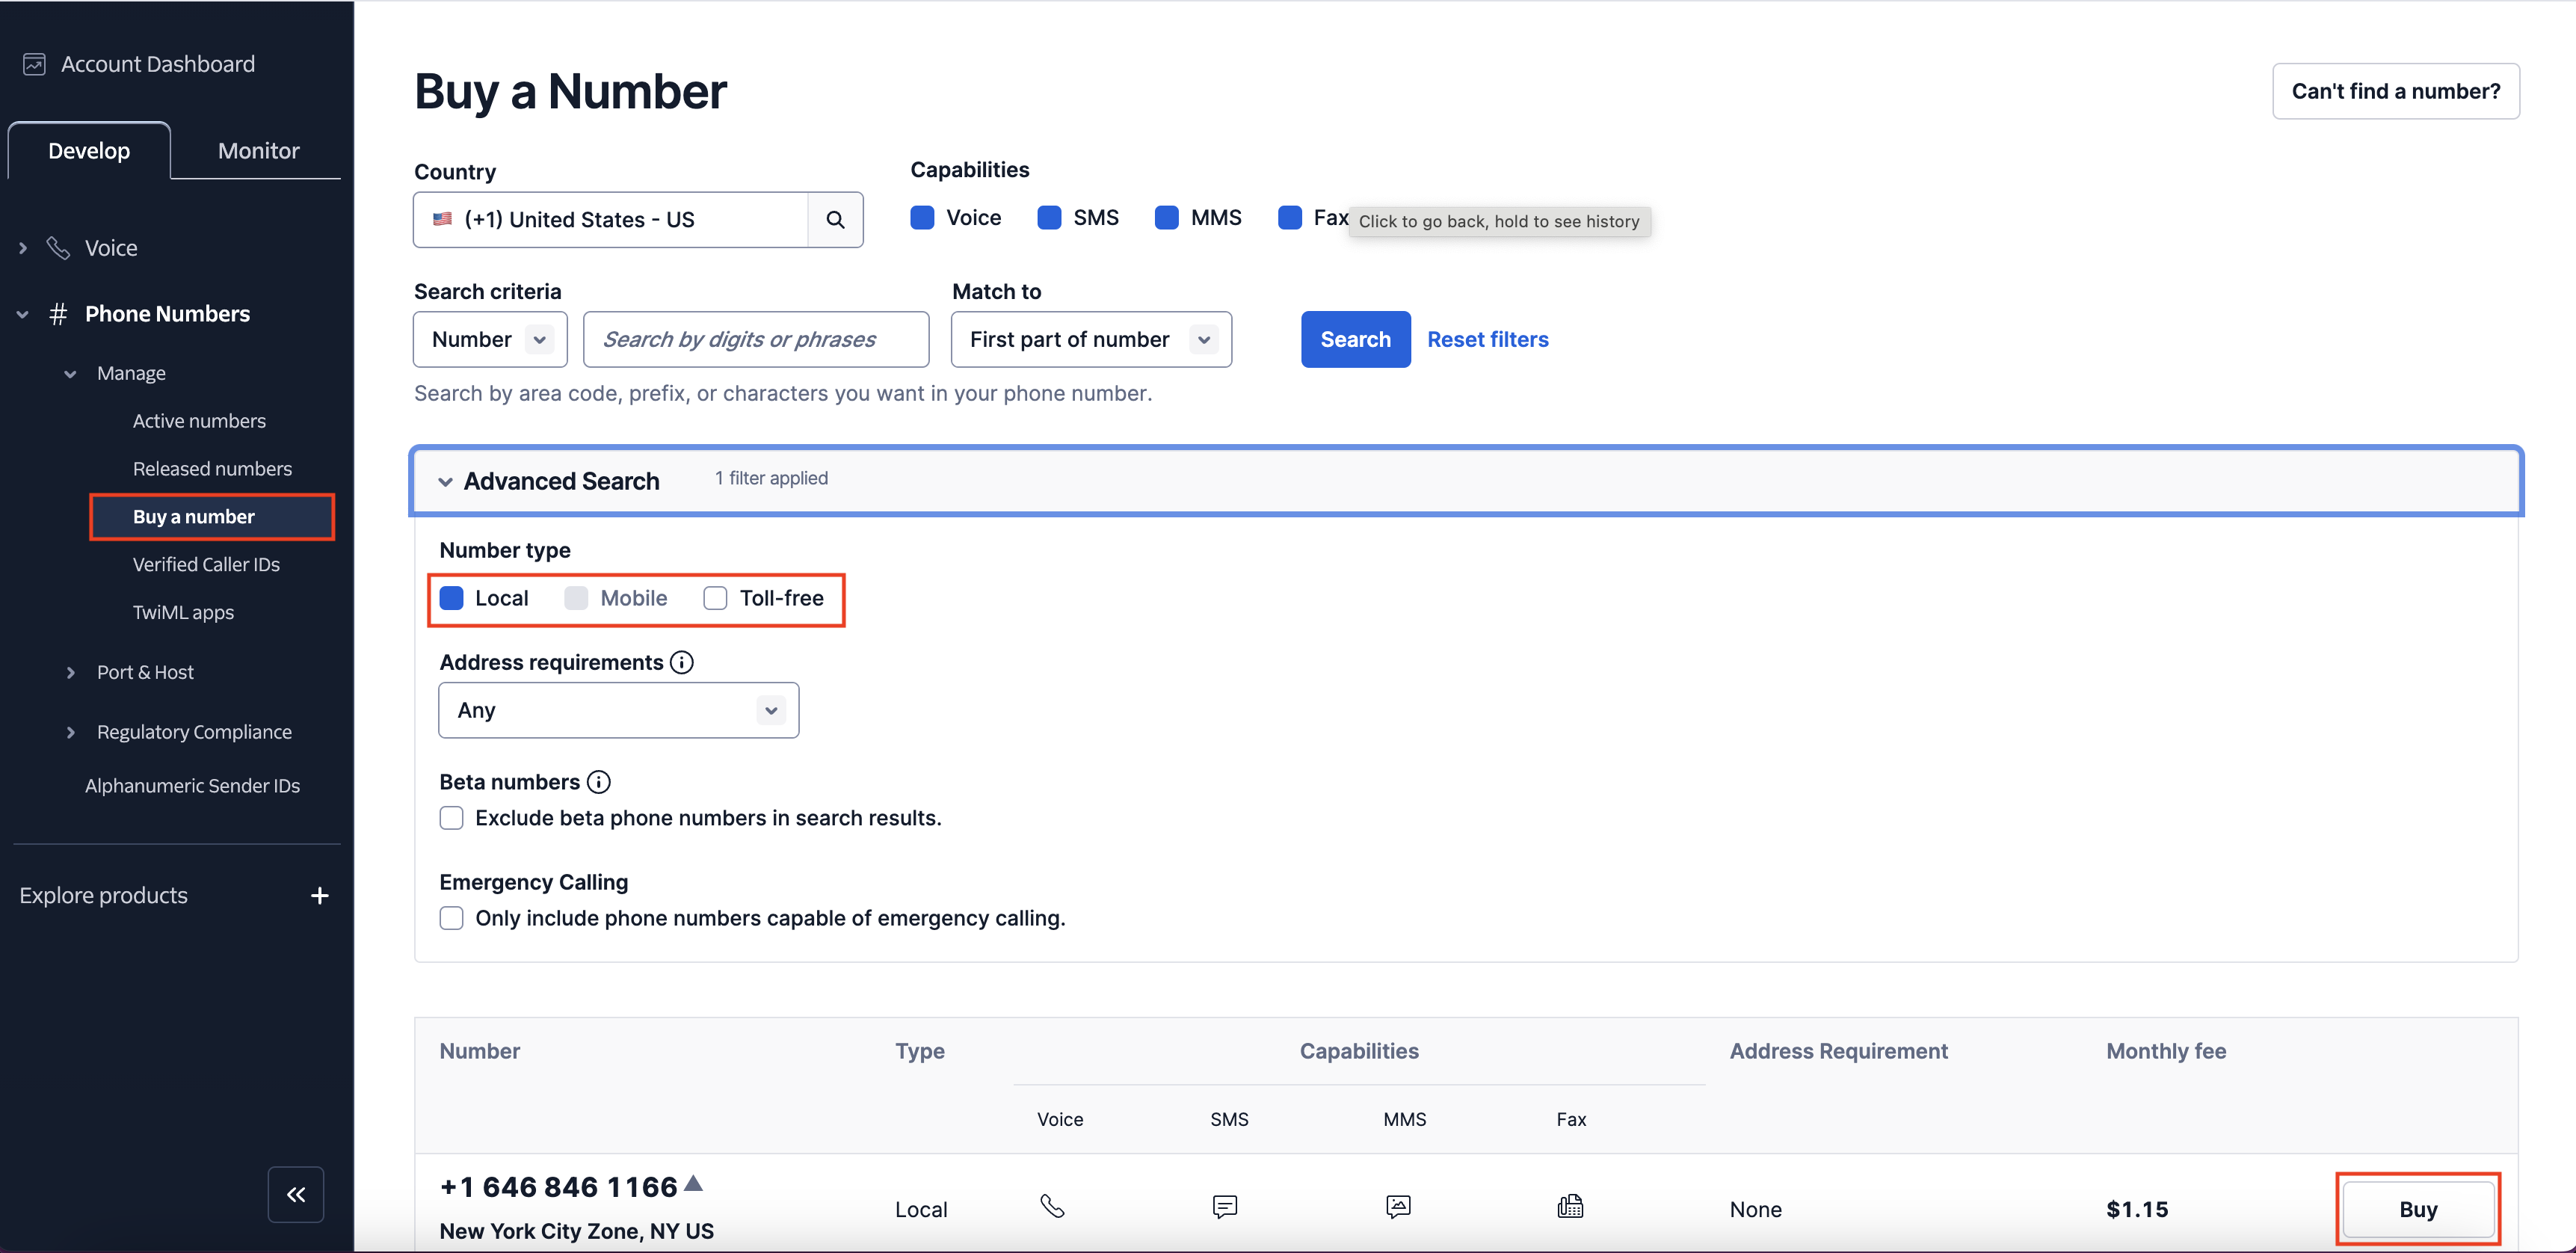 Account Dashboard
Develop
Monitor
Voice
# Phone Numbers
Manage
Active numbers
Released numbers
Buy a number
Verified Caller IDs
TwiML apps
Port & Host
Regulatory Compliance
Alphanumeric Sender IDs
Explore products +
Buy a Number
Can't find a number?
Country
(+1) United States - US
Capabilities
Voice SMS MMS Fax
Click to go back, hold to see history
Search criteria
Match to
Number
Search by digits or phrases
First part of number
Search
Reset filters
Search by area code, prefix, or characters you want in your phone number.
Advanced Search 1 filter applied
Number type
Local Mobile Toll-free
Address requirements
Any
Beta numbers
Exclude beta phone numbers in search results.
Emergency Calling
Only include phone numbers capable of emergency calling.
Number Type Capabilities Address Requirement Monthly fee
Voice SMS MMS Fax
+1 646 846 1166
New York City Zone, NY US
Local None $1.15 Buy